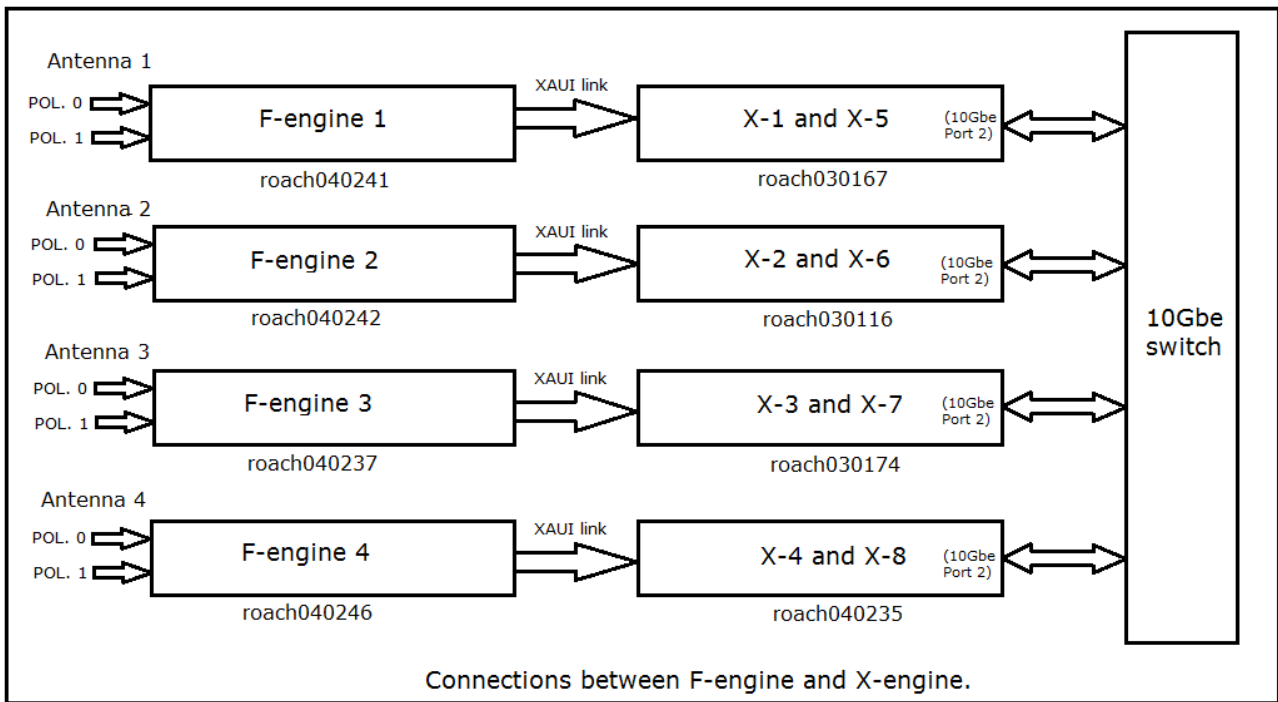 Antenna 1
POL. 0
POL. 1
F-engine 1
roach040241
XAUI link
X-1 and X-5
(10Gbe
Port 2)
roach030167
Antenna 2
POL. 0
POL. 1
F-engine 2
roach040242
XAUI link
X-2 and X-6
(10Gbe
Port 2)
roach030116
Antenna 3
POL. 0
POL. 1
F-engine 3
roach040237
XAUI link
X-3 and X-7
(10Gbe
Port 2)
roach030174
Antenna 4
POL. 0
POL. 1
F-engine 4
roach040246
XAUI link
X-4 and X-8
(10Gbe
Port 2)
roach040235
10Gbe
switch
Connections between F-engine and X-engine.